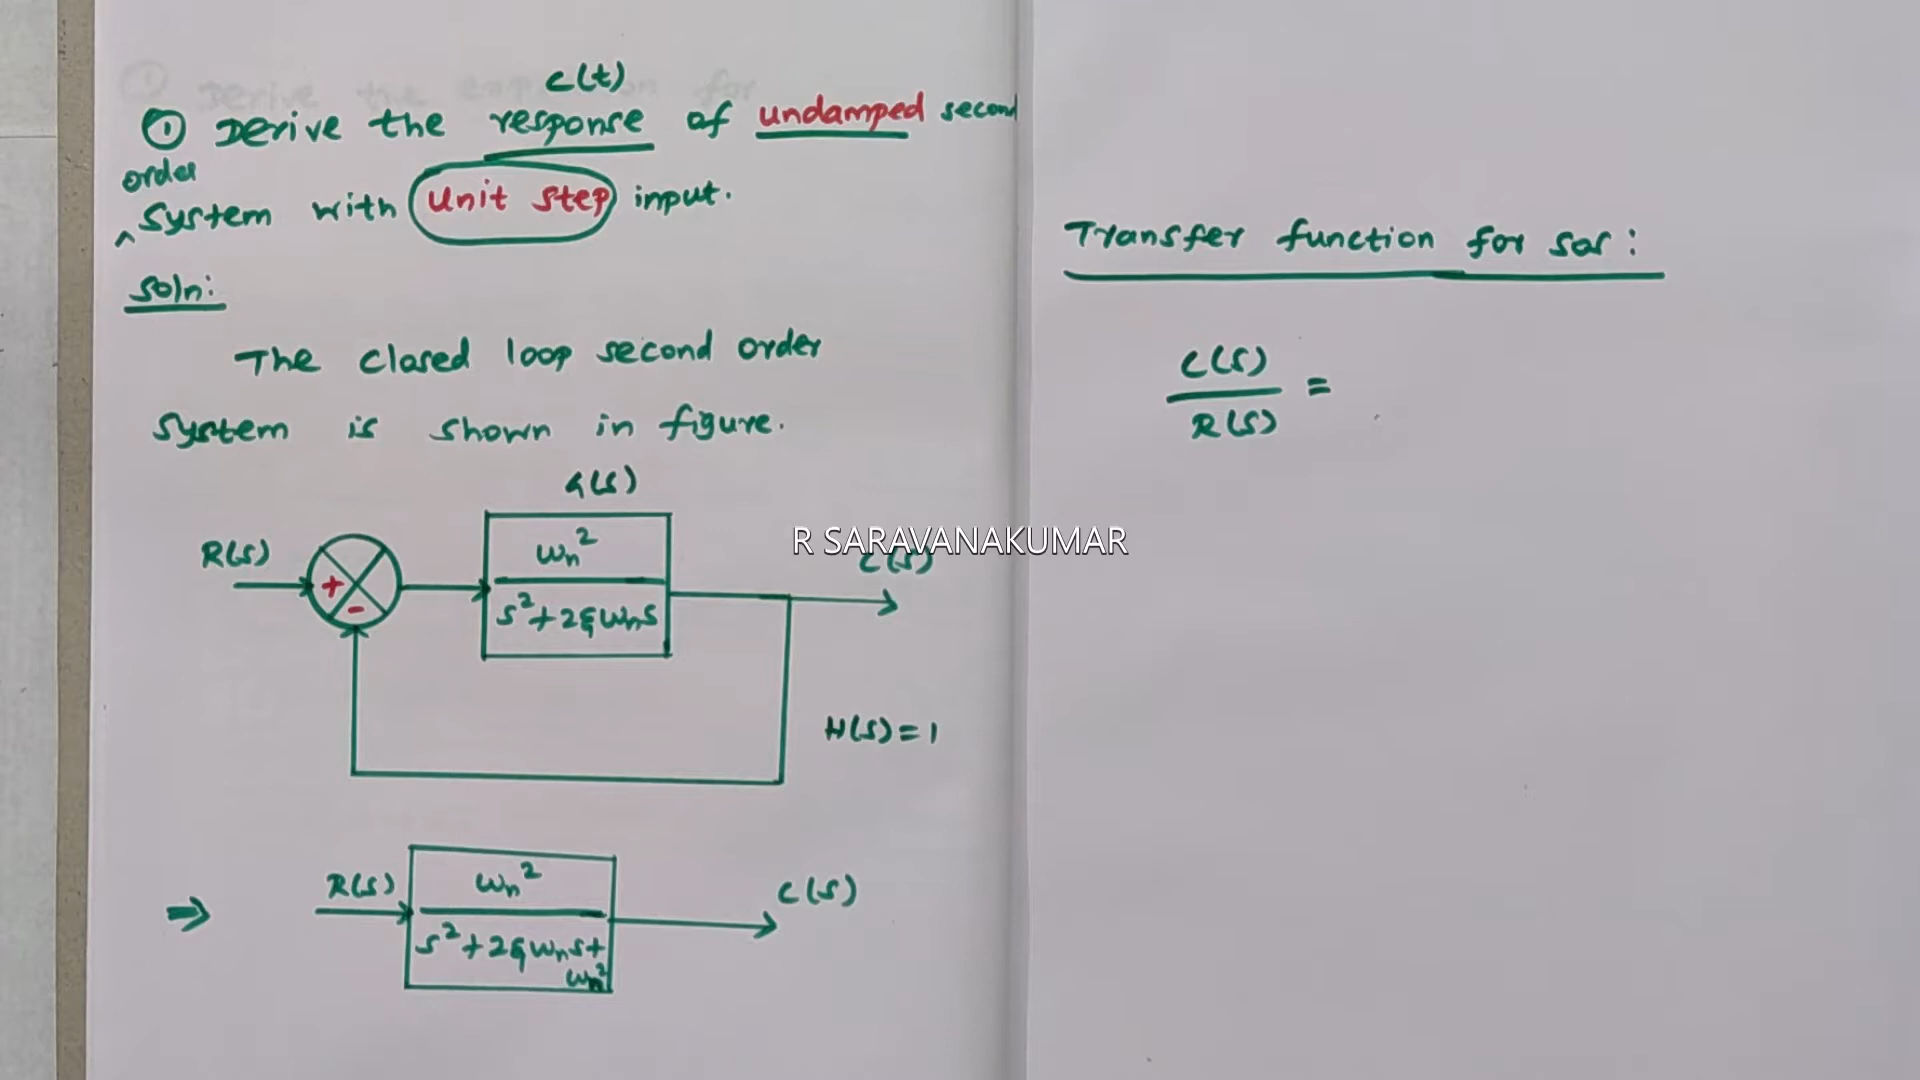 c(t)
① Derive the response of undamped second
order
^ System with unit step input.
Soln:
The closed loop second order
system is shown in figure.
G(s)
R(s)
+
-
ωn²
s²+2ξωns
C(s)
H(s)=1
⇒
R(s)
ωn²
s²+2ξωns+
ωn²
C(s)
Transfer function for sos:
C(s)
R(s)
=
R SARAVANAKUMAR